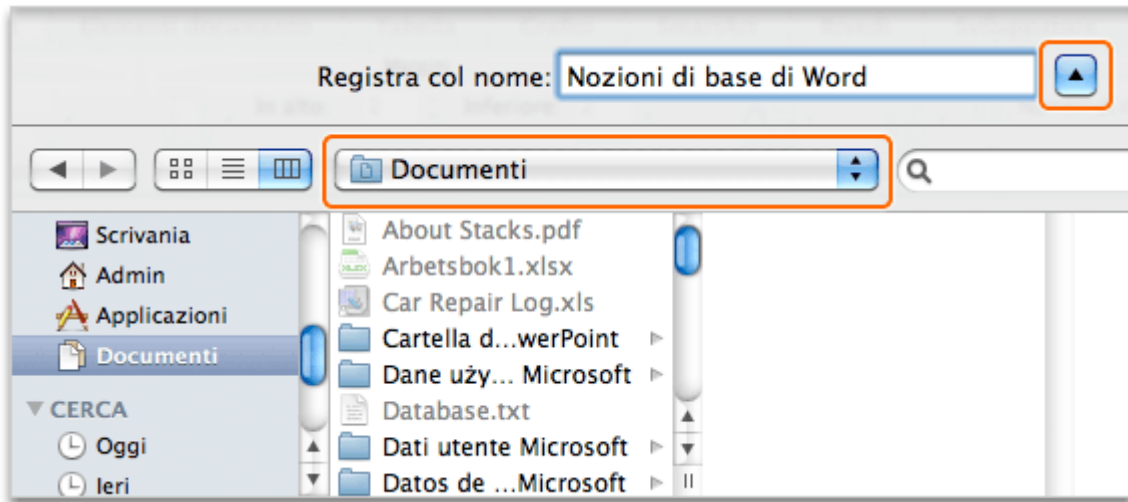 Registra col nome: Nozioni di base di Word
Documenti
Scrivania
Admin
Applicazioni
Documenti
CERCA
Oggi
Ieri
About Stacks.pdf
Arbetsbok1.xlsx
Car Repair Log.xls
Cartella d...werPoint
Dane uży... Microsoft
Database.txt
Dati utente Microsoft
Datos de ...Microsoft